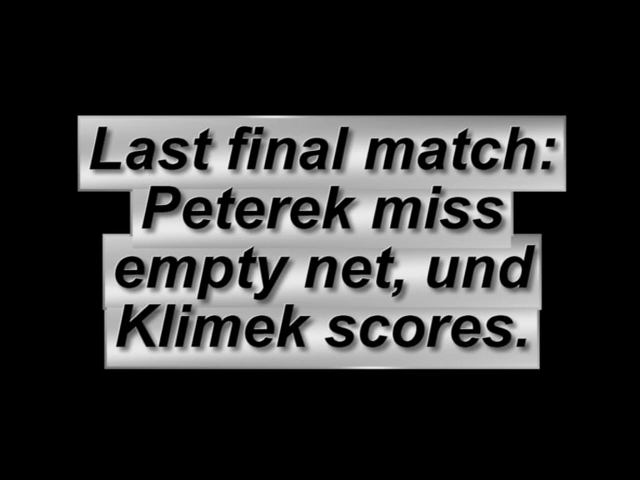 Last final match:
Peterek miss
empty net, und
Klimek scores.